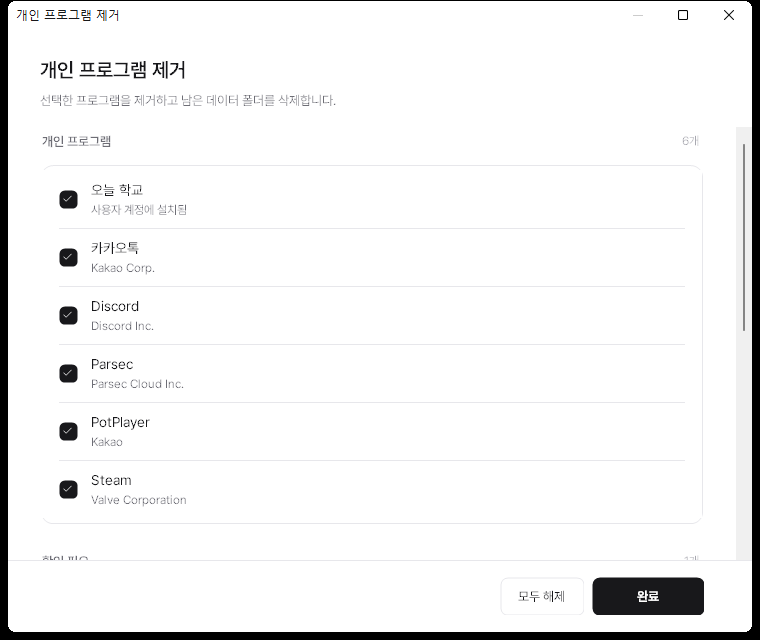 개인 프로그램 제거
개인 프로그램 제거
선택한 프로그램을 제거하고 남은 데이터 폴더를 삭제합니다.
개인 프로그램 6개
오늘 학교
사용자 계정에 설치됨
카카오톡
Kakao Corp.
Discord
Discord Inc.
Parsec
Parsec Cloud Inc.
PotPlayer
Kakao
Steam
Valve Corporation
모두 해제 완료